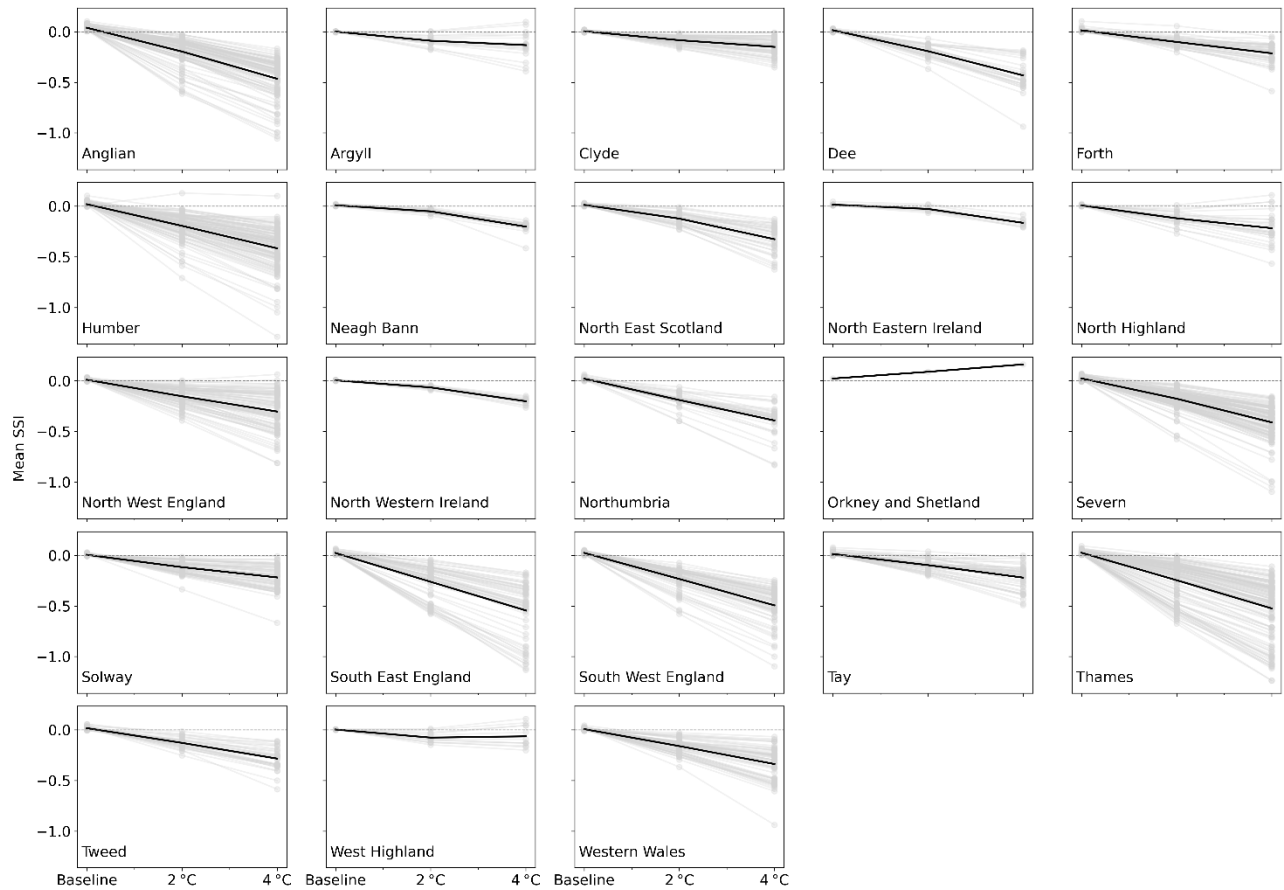 0.0
−0.5
−1.0
Anglian
Argyll
Clyde
Dee
Forth
0.0
−0.5
−1.0
Humber
Neagh Bann
North East Scotland
North Eastern Ireland
North Highland
Mean SSI
0.0
−0.5
−1.0
North West England
North Western Ireland
Northumbria
Orkney and Shetland
Severn
0.0
−0.5
−1.0
Solway
South East England
South West England
Tay
Thames
0.0
−0.5
−1.0
Tweed
West Highland
Western Wales
Baseline 2 °C 4 °C
Baseline 2 °C 4 °C
Baseline 2 °C 4 °C